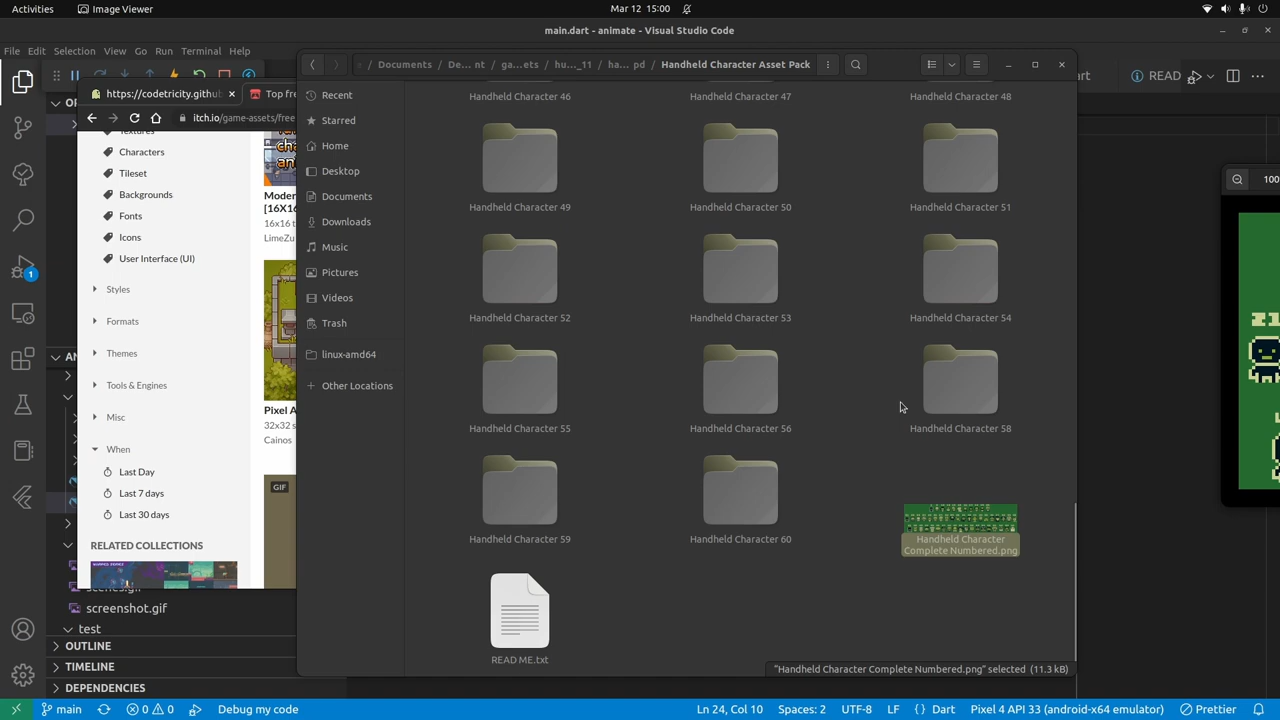 Activities
Image Viewer
Mar 12 15:00
main.dart - animate - Visual Studio Code
File Edit Selection View Go Run Terminal Help
/ Documents / De... nt / ga...ets / hu..._11 / ha... pd / Handheld Character Asset Pack
https://codetricity.githu
Top fre
READ
itch.io/game-assets/free
Characters
Tileset
Backgrounds
Fonts
Icons
User Interface (UI)
Styles
Formats
Themes
Tools & Engines
Misc
When
Last Day
Last 7 days
Last 30 days
RELATED COLLECTIONS
Moder
[16X16
16x16 t
LimeZu
Pixel A
32x32 s
Cainos
GIF
Recent
Starred
Home
Desktop
Documents
Downloads
Music
Pictures
Videos
Trash
linux-amd64
Other Locations
Handheld Character 46
Handheld Character 47
Handheld Character 48
Handheld Character 49
Handheld Character 50
Handheld Character 51
Handheld Character 52
Handheld Character 53
Handheld Character 54
Handheld Character 55
Handheld Character 56
Handheld Character 58
Handheld Character 59
Handheld Character 60
Handheld Character
Complete Numbered.png
READ ME.txt
"Handheld Character Complete Numbered.png" selected (11.3 kB)
100
1
screenshot.gif
test
OUTLINE
TIMELINE
DEPENDENCIES
main
0 0
Debug my code
Ln 24, Col 10
Spaces: 2
UTF-8
LF
{} Dart
Pixel 4 API 33 (android-x64 emulator)
Prettier